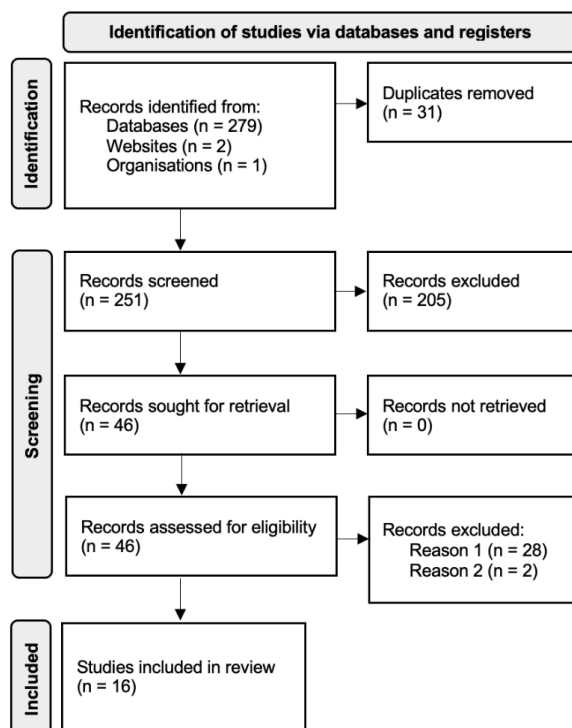 Identification of studies via databases and registers
Identification
Records identified from:
Databases (n = 279)
Websites (n = 2)
Organisations (n = 1)
Duplicates removed
(n = 31)
Screening
Records screened
(n = 251)
Records excluded
(n = 205)
Records sought for retrieval
(n = 46)
Records not retrieved
(n = 0)
Records assessed for eligibility
(n = 46)
Records excluded:
Reason 1 (n = 28)
Reason 2 (n = 2)
Included
Studies included in review
(n = 16)